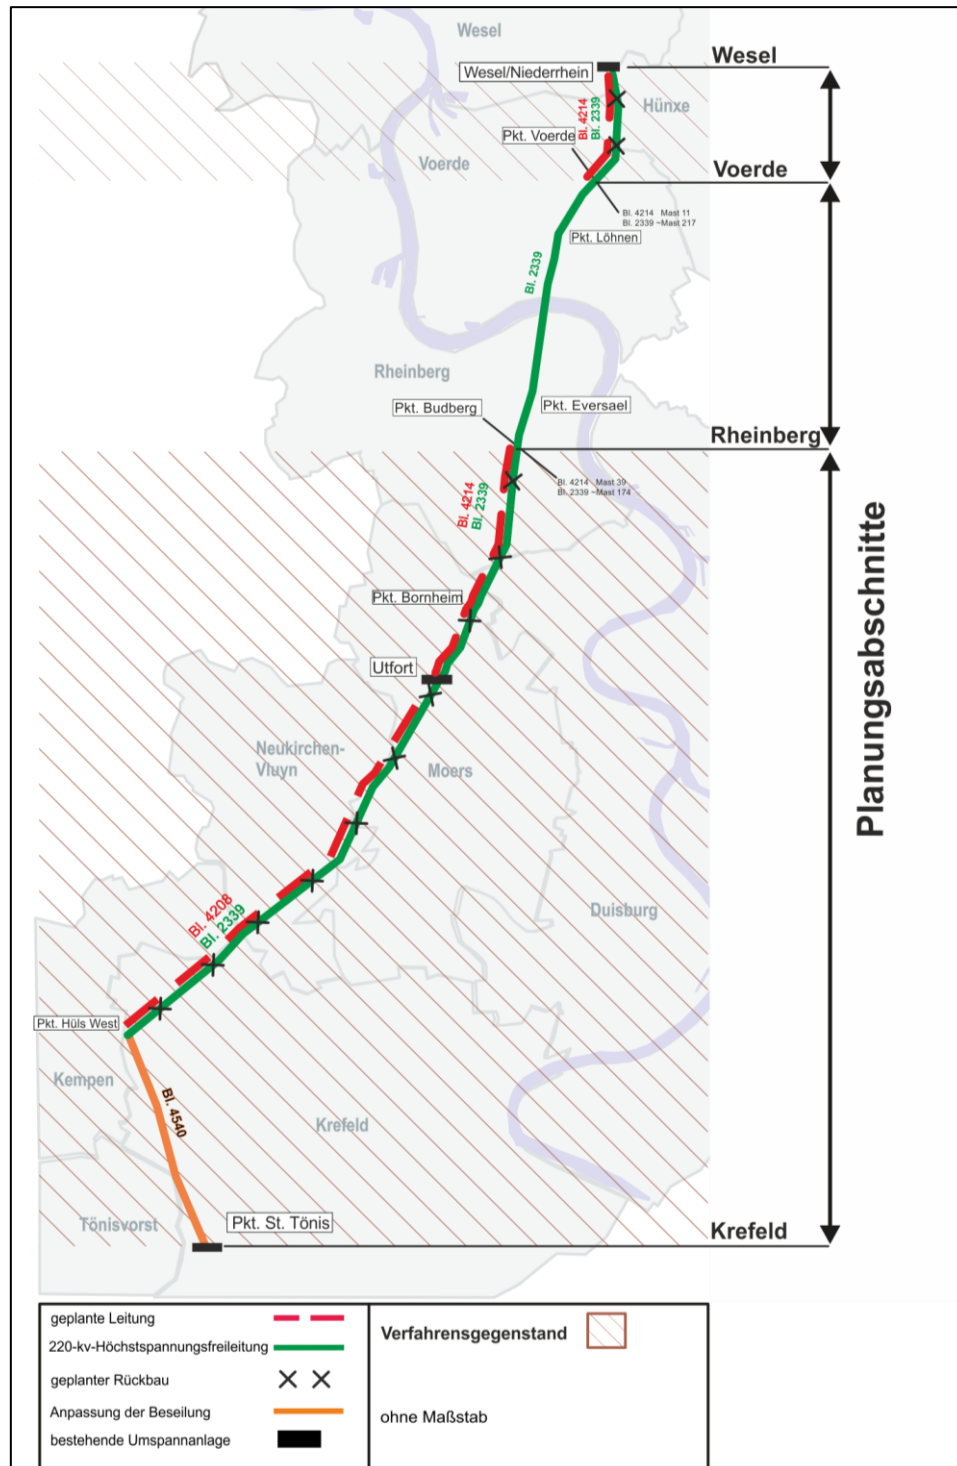 Wesel
Wesel
Wesel/Niederrhein
Hünxe
Bl. 4214
Bl. 2339
Pkt. Voerde
Voerde
Voerde
Bl. 4214 Mast 11
Bl. 2339 ~Mast 217
Pkt. Löhnen
Bl. 2339
Rheinberg
Pkt. Eversael
Pkt. Budberg
Rheinberg
Bl. 4214 Mast 39
Bl. 2339 ~Mast 174
Bl. 4214
Bl. 2339
Planungsabschnitte
Pkt. Bornheim
Utfort
Neukirchen-
Vluyn
Moers
Duisburg
Bl. 4208
Bl. 2339
Pkt. Hüls West
Kempen
Bl. 4540
Krefeld
Tönisvorst
Pkt. St. Tönis
Krefeld
geplante Leitung
220-kv-Höchstspannungsfreileitung
geplanter Rückbau
Anpassung der Beseilung
bestehende Umspannanlage
Verfahrensgegenstand
ohne Maßstab